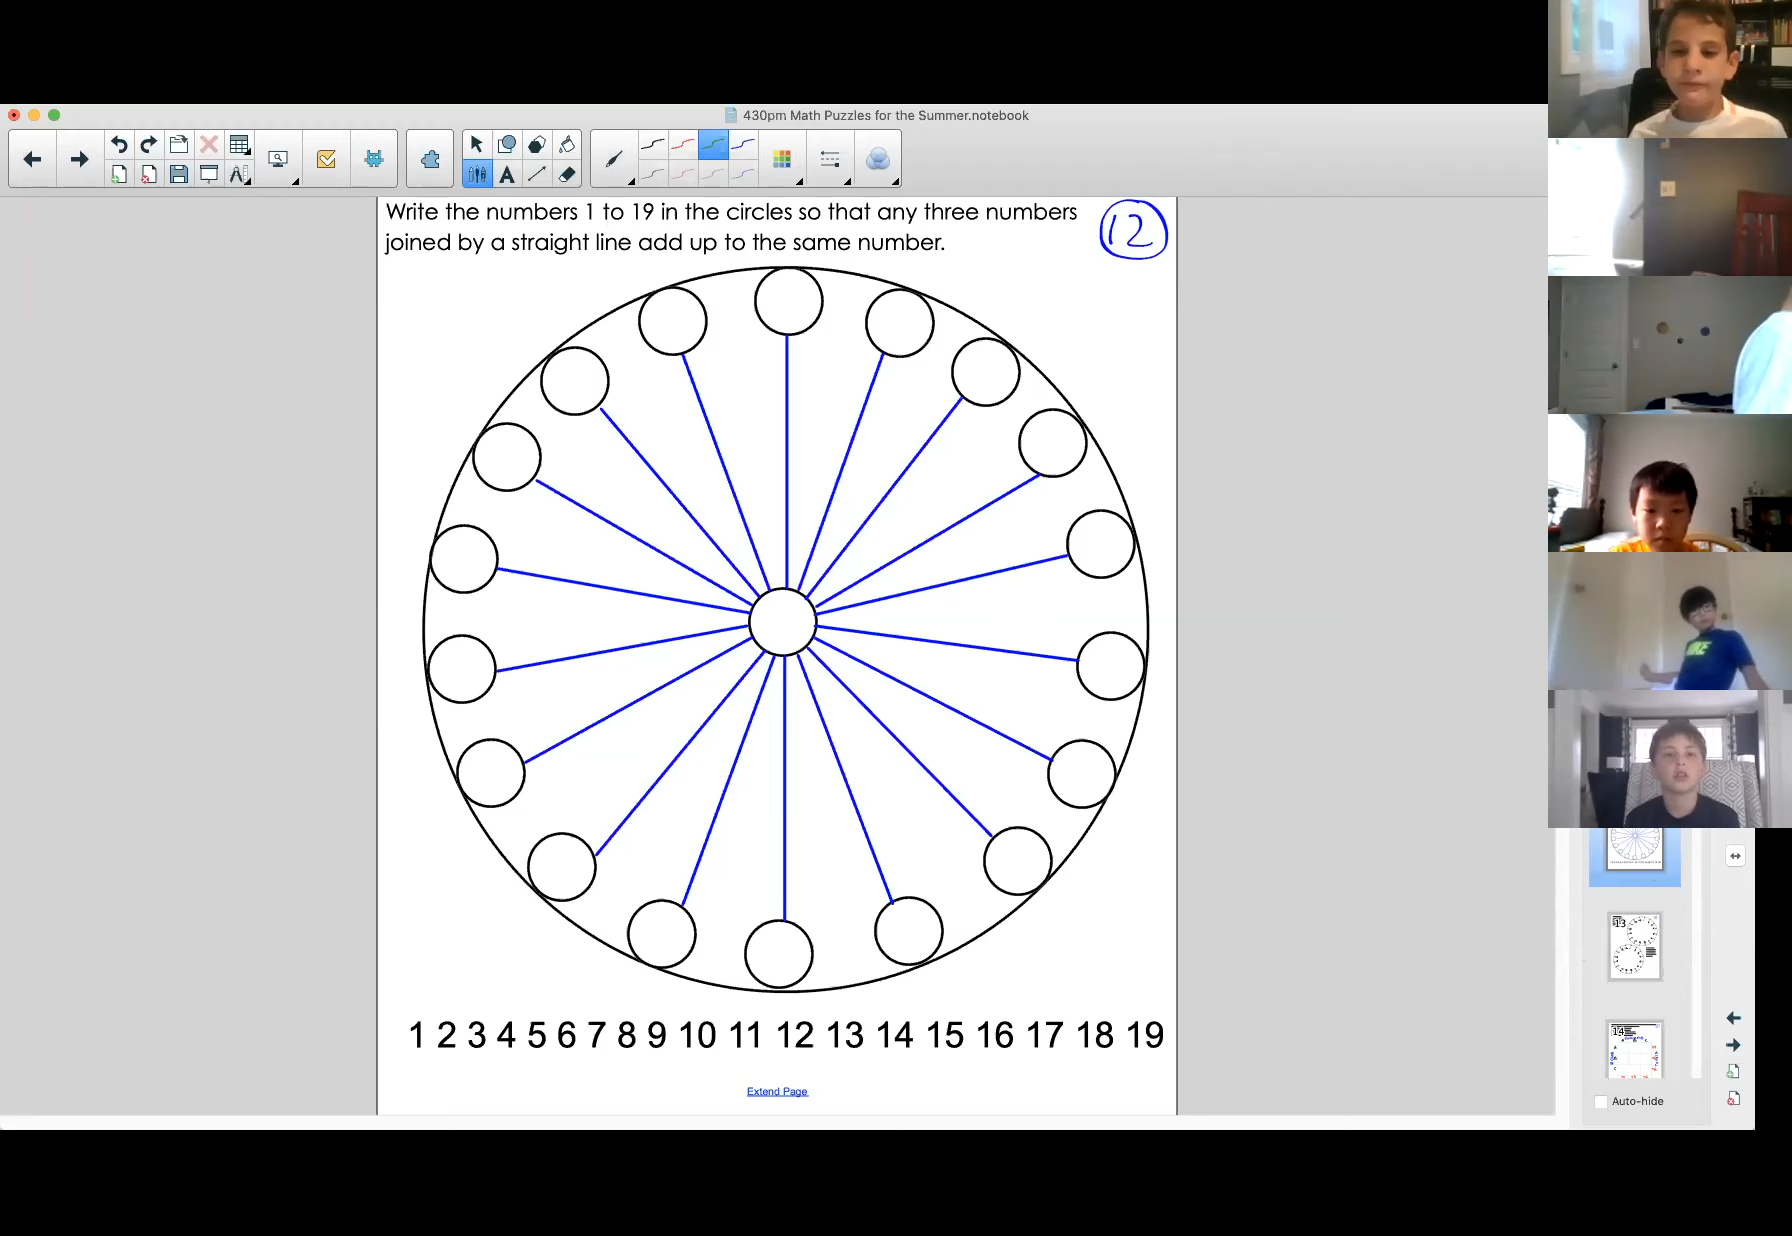 430pm Math Puzzles for the Summer.notebook
Write the numbers 1 to 19 in the circles so that any three numbers
joined by a straight line add up to the same number.
12
1 2 3 4 5 6 7 8 9 10 11 12 13 14 15 16 17 18 19
Extend Page
13
14
Auto-hide